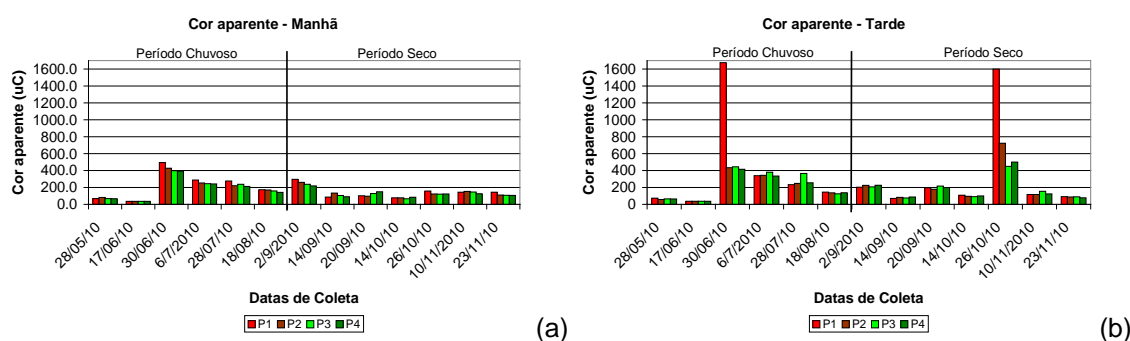 Cor aparente - Manhã
Período Chuvoso Período Seco
Cor aparente (uC)
1600.0
1400.0
1200.0
1000.0
800.0
600.0
400.0
200.0
0.0
28/05/10 17/06/10 30/06/10 6/7/2010 28/07/10 18/08/10 2/9/2010 14/09/10 20/09/10 14/10/10 26/10/10 10/11/2010 23/11/10
Datas de Coleta
P1 P2 P3 P4
(a)
Cor aparente - Tarde
Período Chuvoso Período Seco
Cor aparente (uC)
1600
1400
1200
1000
800
600
400
200
0
28/05/10 17/06/10 30/06/10 6/7/2010 28/07/10 18/08/10 2/9/2010 14/09/10 20/09/10 14/10/10 26/10/10 10/11/2010 23/11/10
Datas de Coleta
P1 P2 P3 P4
(b)